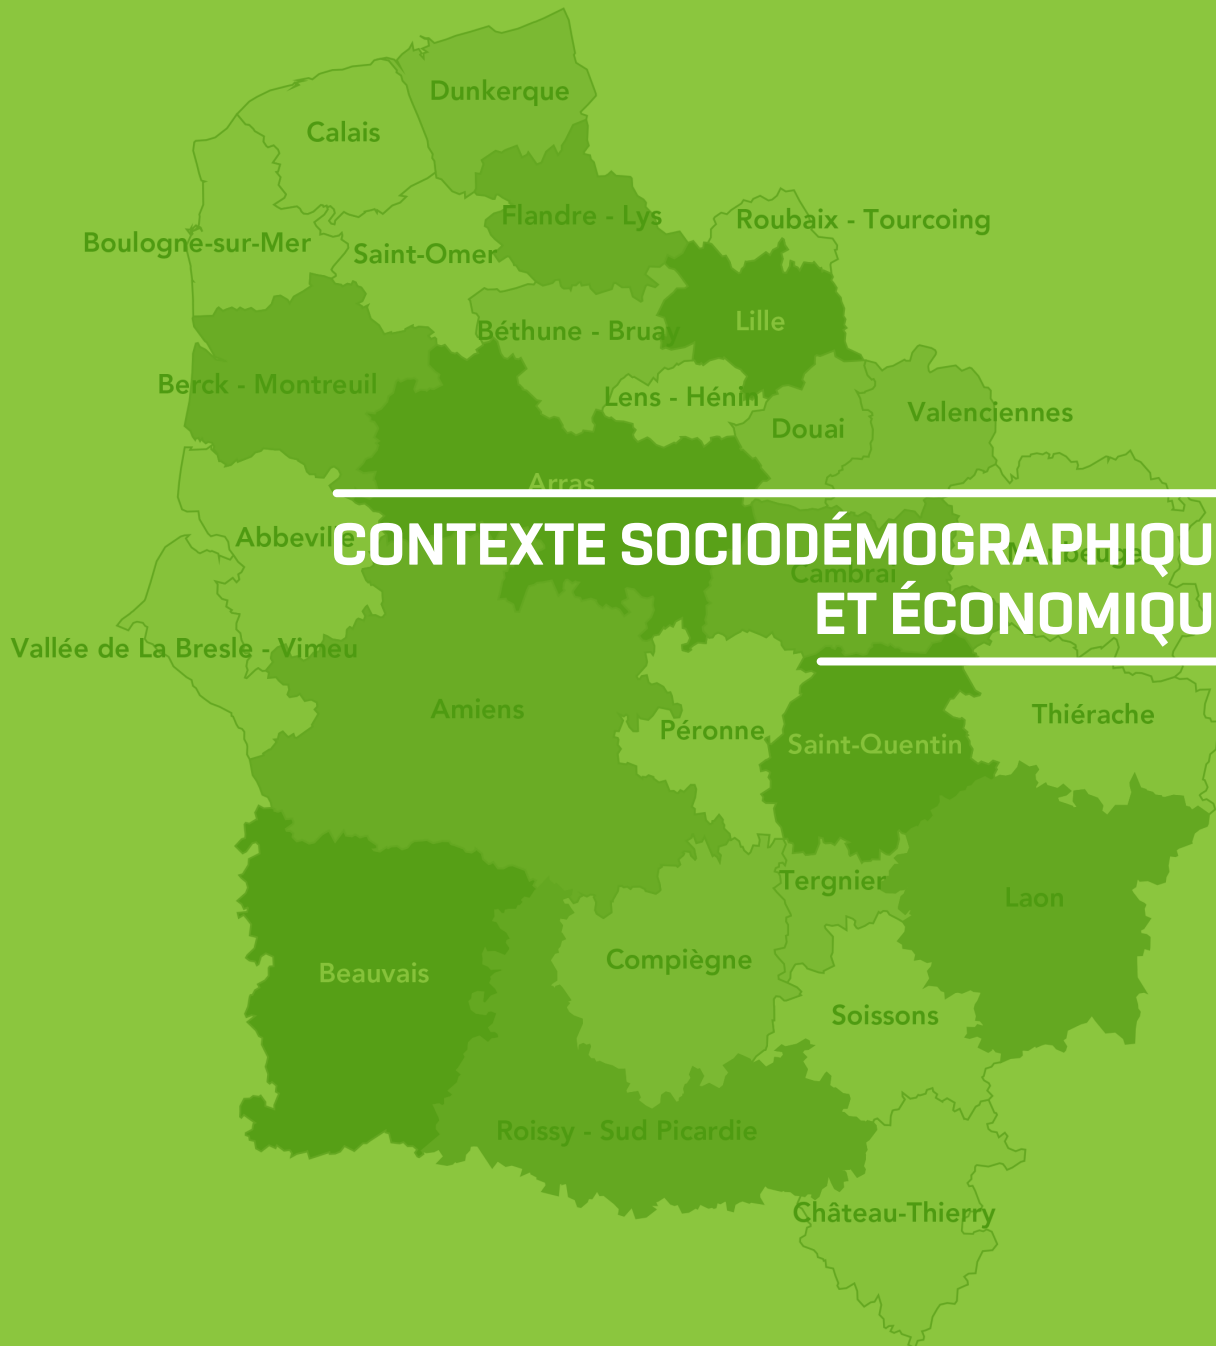 Dunkerque
Calais
Flandre - Lys
Roubaix - Tourcoing
Boulogne-sur-Mer
Saint-Omer
Lille
Béthune - Bruay
Berck - Montreuil
Lens - Hénin
Valenciennes
Douai
Arras
Abbeville
CONTEXTE SOCIODÉMOGRAPHIQU
Maubeuge
Cambrai
ET ÉCONOMIQU
Vallée de La Bresle - Vimeu
Amiens
Thiérache
Péronne
Saint-Quentin
Tergnier
Laon
Compiègne
Beauvais
Soissons
Roissy - Sud Picardie
Château-Thierry